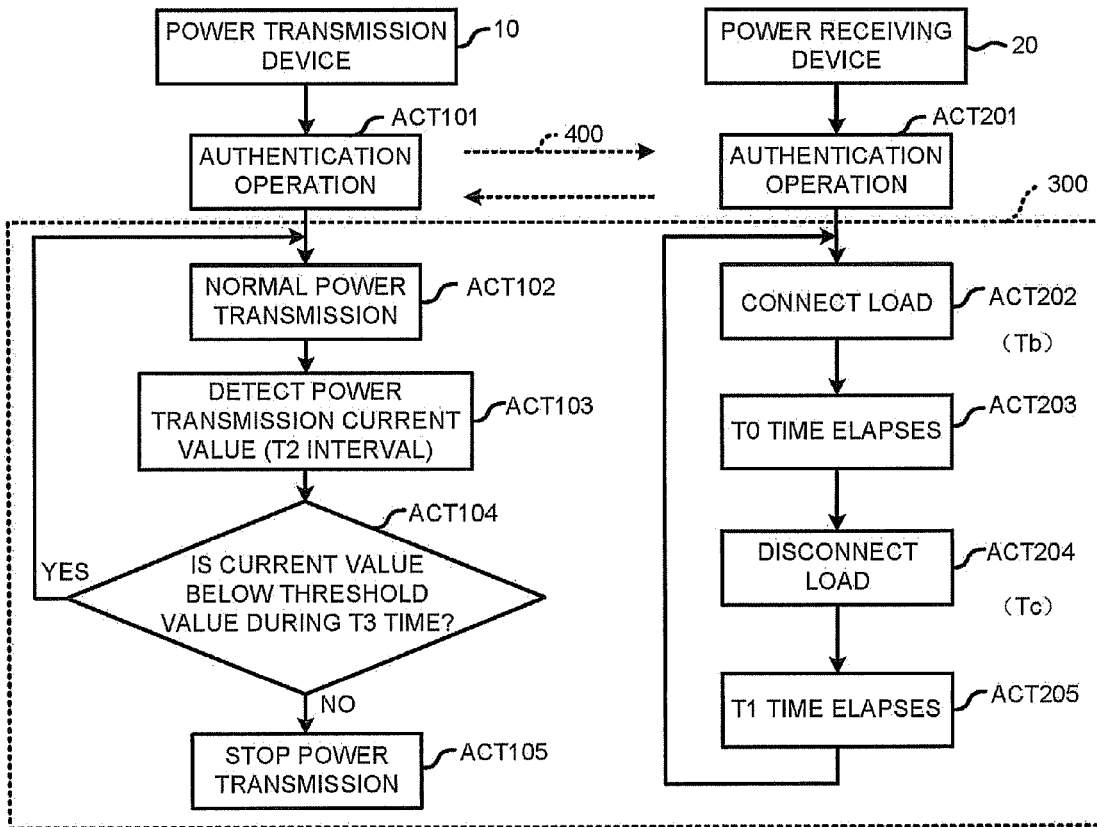 POWER TRANSMISSION
DEVICE
10
POWER RECEIVING
DEVICE
20
ACT101
AUTHENTICATION
OPERATION
400
ACT201
AUTHENTICATION
OPERATION
300
NORMAL POWER
TRANSMISSION
ACT102
DETECT POWER
TRANSMISSION CURRENT
VALUE (T2 INTERVAL)
ACT103
ACT104
IS CURRENT VALUE
BELOW THRESHOLD
VALUE DURING T3 TIME?
YES
NO
STOP POWER
TRANSMISSION
ACT105
CONNECT LOAD
ACT202
(Tb)
T0 TIME ELAPSES
ACT203
DISCONNECT
LOAD
ACT204
(Tc)
T1 TIME ELAPSES
ACT205